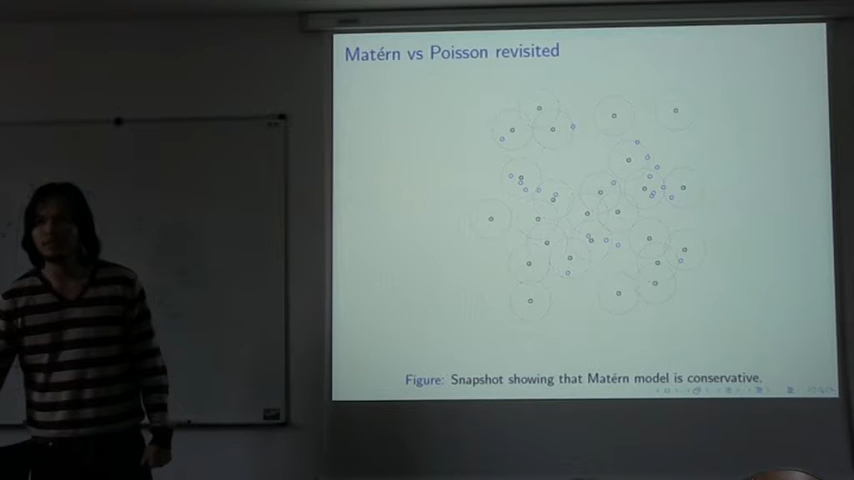 Matérn vs Poisson revisited
Figure: Snapshot showing that Matérn model is conservative.